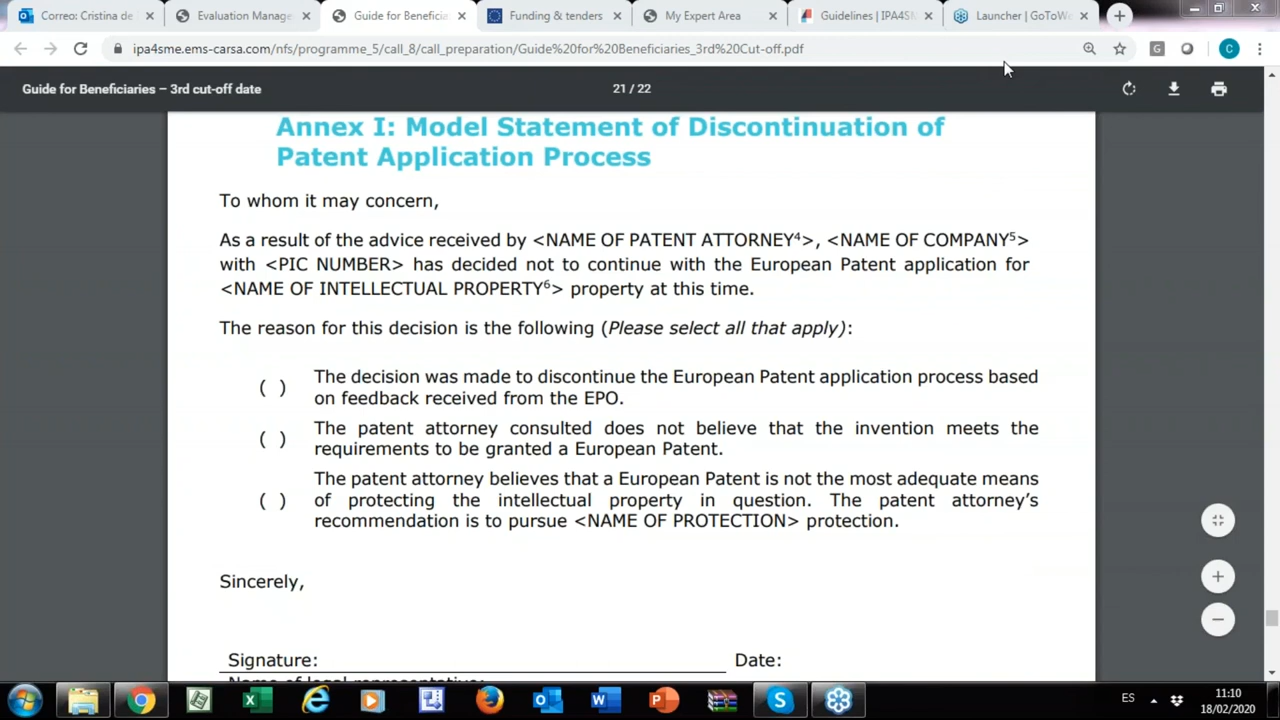 Correo: Cristina de
Evaluation Manage
Guide for Beneficia
Funding & tenders
My Expert Area
Guidelines | IPA4SM
Launcher | GoToWe
ipa4sme.ems-carsa.com/nfs/programme_5/call_8/call_preparation/Guide%20for%20Beneficiaries_3rd%20Cut-off.pdf
G
C
Guide for Beneficiaries – 3rd cut-off date
21 / 22
Annex I: Model Statement of Discontinuation of
Patent Application Process
To whom it may concern,
As a result of the advice received by <NAME OF PATENT ATTORNEY⁴>, <NAME OF COMPANY⁵>
with <PIC NUMBER> has decided not to continue with the European Patent application for
<NAME OF INTELLECTUAL PROPERTY⁶> property at this time.
The reason for this decision is the following (Please select all that apply):
( ) The decision was made to discontinue the European Patent application process based
on feedback received from the EPO.
( ) The patent attorney consulted does not believe that the invention meets the
requirements to be granted a European Patent.
The patent attorney believes that a European Patent is not the most adequate means
( ) of protecting the intellectual property in question. The patent attorney's
recommendation is to pursue <NAME OF PROTECTION> protection.
Sincerely,
Signature: Date:
Name of legal representative:
ES
11:10
18/02/2020